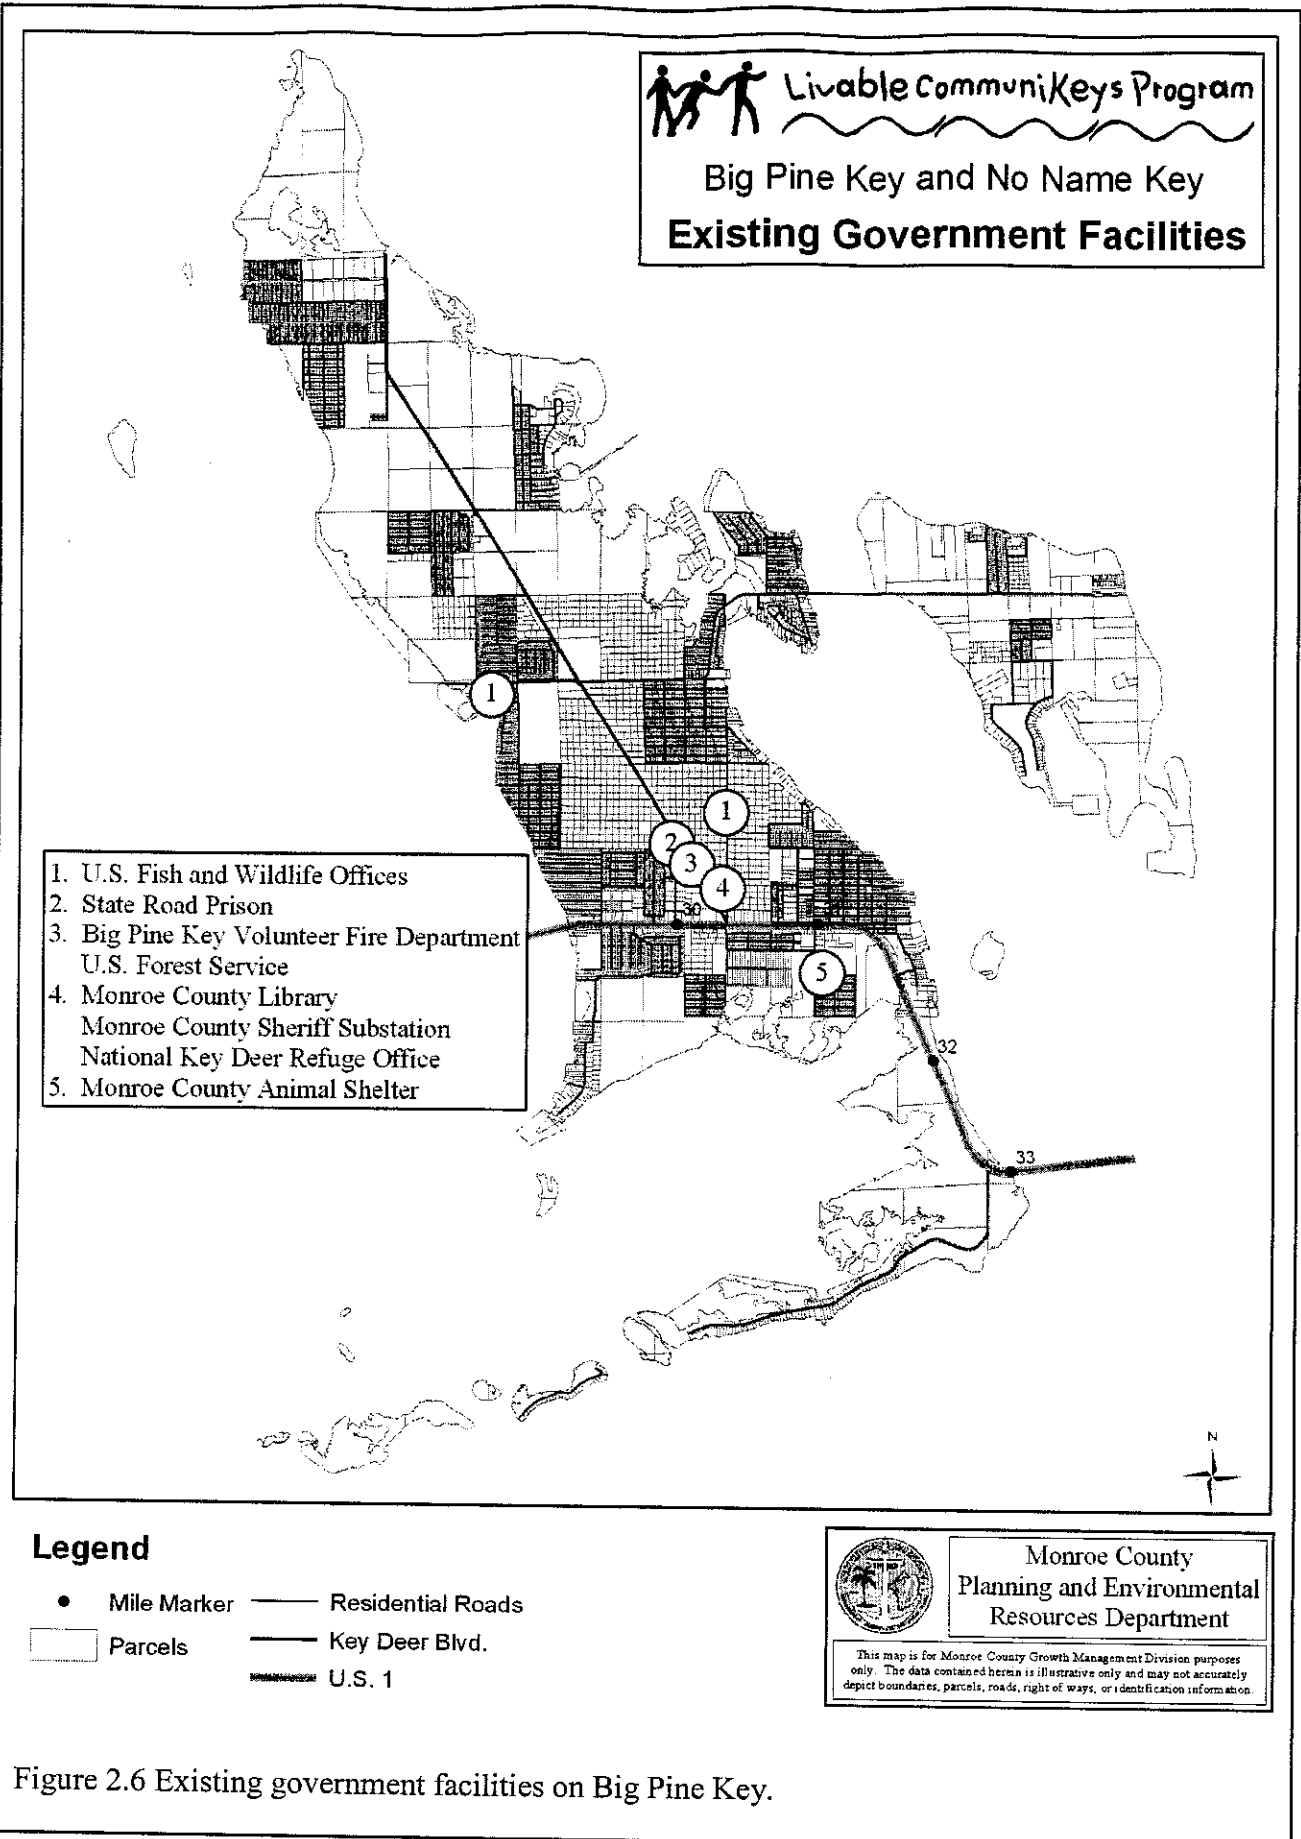 Livable CommuniKeys Program
Big Pine Key and No Name Key
Existing Government Facilities
1
1
2
3
4
30
5
32
33
1. U.S. Fish and Wildlife Offices
2. State Road Prison
3. Big Pine Key Volunteer Fire Department
U.S. Forest Service
4. Monroe County Library
Monroe County Sheriff Substation
National Key Deer Refuge Office
5. Monroe County Animal Shelter
N
Legend
Mile Marker
Residential Roads
Parcels
Key Deer Blvd.
U.S. 1
Monroe County
Planning and Environmental
Resources Department
This map is for Monroe County Growth Management Division purposes
only. The data contained herein is illustrative only and may not accurately
depict boundaries, parcels, roads, right of ways, or identification information.
Figure 2.6 Existing government facilities on Big Pine Key.